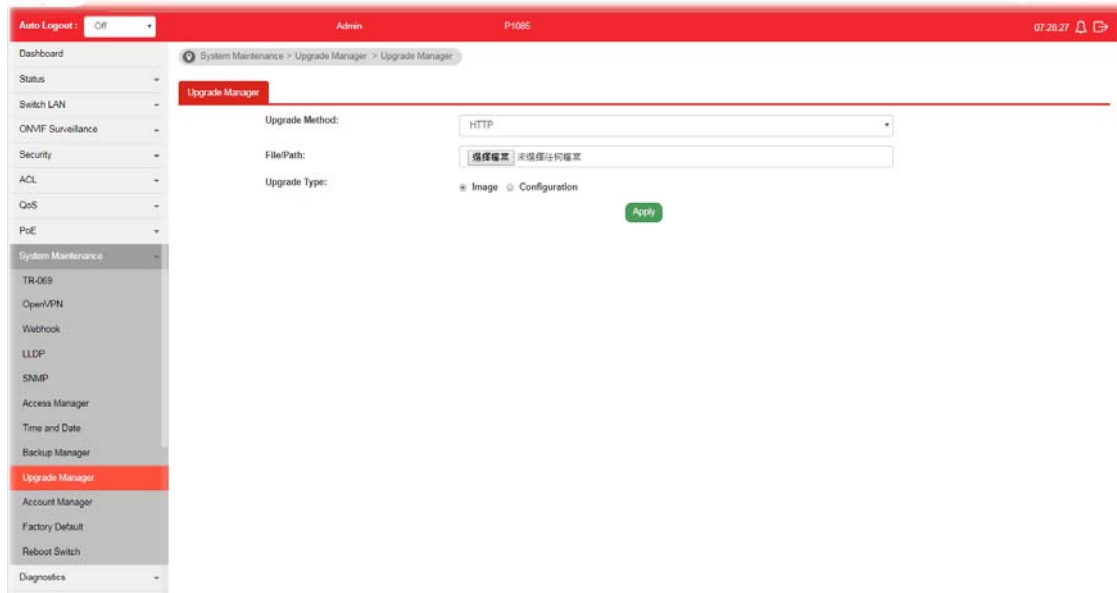 Auto Logout : Off Admin P1085 07:20:27
Dashboard
Status
Switch LAN
ONVIF Surveillance
Security
ACL
QoS
PoE
System Maintenance
TR-069
OpenVPN
Webhook
LLDP
SNMP
Access Manager
Time and Date
Backup Manager
Upgrade Manager
Account Manager
Factory Default
Reboot Switch
Diagnostics
System Maintenance > Upgrade Manager > Upgrade Manager
Upgrade Manager
Upgrade Method: HTTP
File/Path: 選擇檔案 未選擇任何檔案
Upgrade Type: Image Configuration
Apply